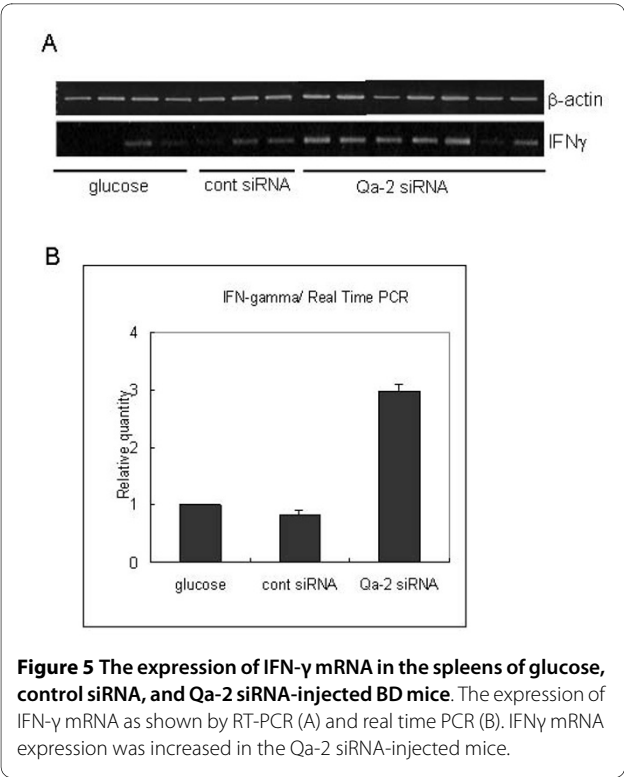 A
β-actin
IFNγ
glucose cont siRNA Qa-2 siRNA
B
IFN-gamma/ Real Time PCR
Relative quantity
4
3
2
1
0
glucose cont siRNA Qa-2 siRNA
Figure 5 The expression of IFN-γ mRNA in the spleens of glucose,
control siRNA, and Qa-2 siRNA-injected BD mice. The expression of
IFN-γ mRNA as shown by RT-PCR (A) and real time PCR (B). IFNγ mRNA
expression was increased in the Qa-2 siRNA-injected mice.